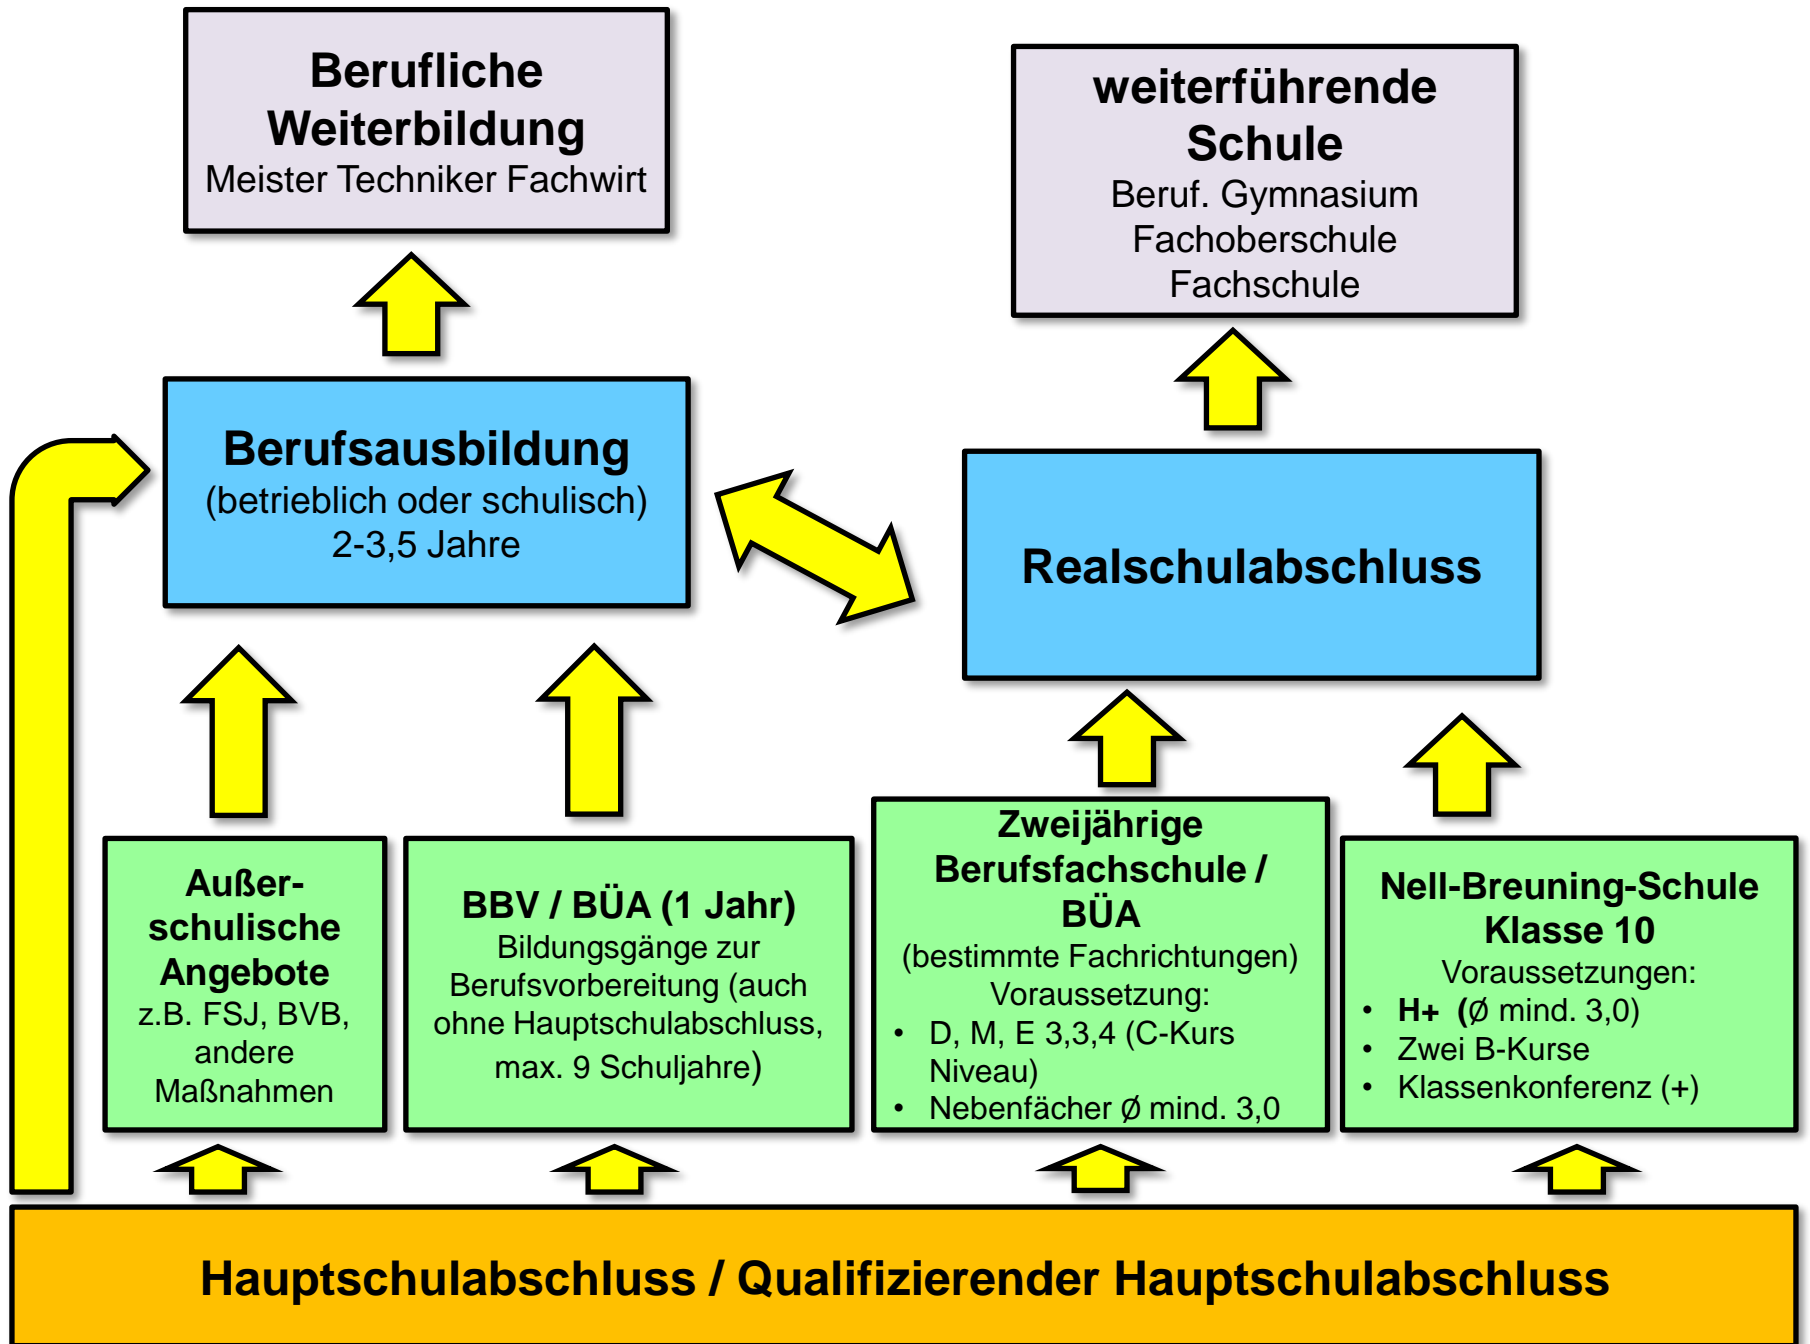 Berufliche
Weiterbildung
Meister Techniker Fachwirt
weiterführende
Schule
Beruf. Gymnasium
Fachoberschule
Fachschule
Berufsausbildung
(betrieblich oder schulisch)
2-3,5 Jahre
Realschulabschluss
Außer-
schulische
Angebote
z.B. FSJ, BVB,
andere
Maßnahmen
BBV / BÜA (1 Jahr)
Bildungsgänge zur
Berufsvorbereitung (auch
ohne Hauptschulabschluss,
max. 9 Schuljahre)
Zweijährige
Berufsfachschule /
BÜA
(bestimmte Fachrichtungen)
Voraussetzung:
• D, M, E 3,3,4 (C-Kurs
Niveau)
• Nebenfächer Ø mind. 3,0
Nell-Breuning-Schule
Klasse 10
Voraussetzungen:
• H+ (Ø mind. 3,0)
• Zwei B-Kurse
• Klassenkonferenz (+)
Hauptschulabschluss / Qualifizierender Hauptschulabschluss